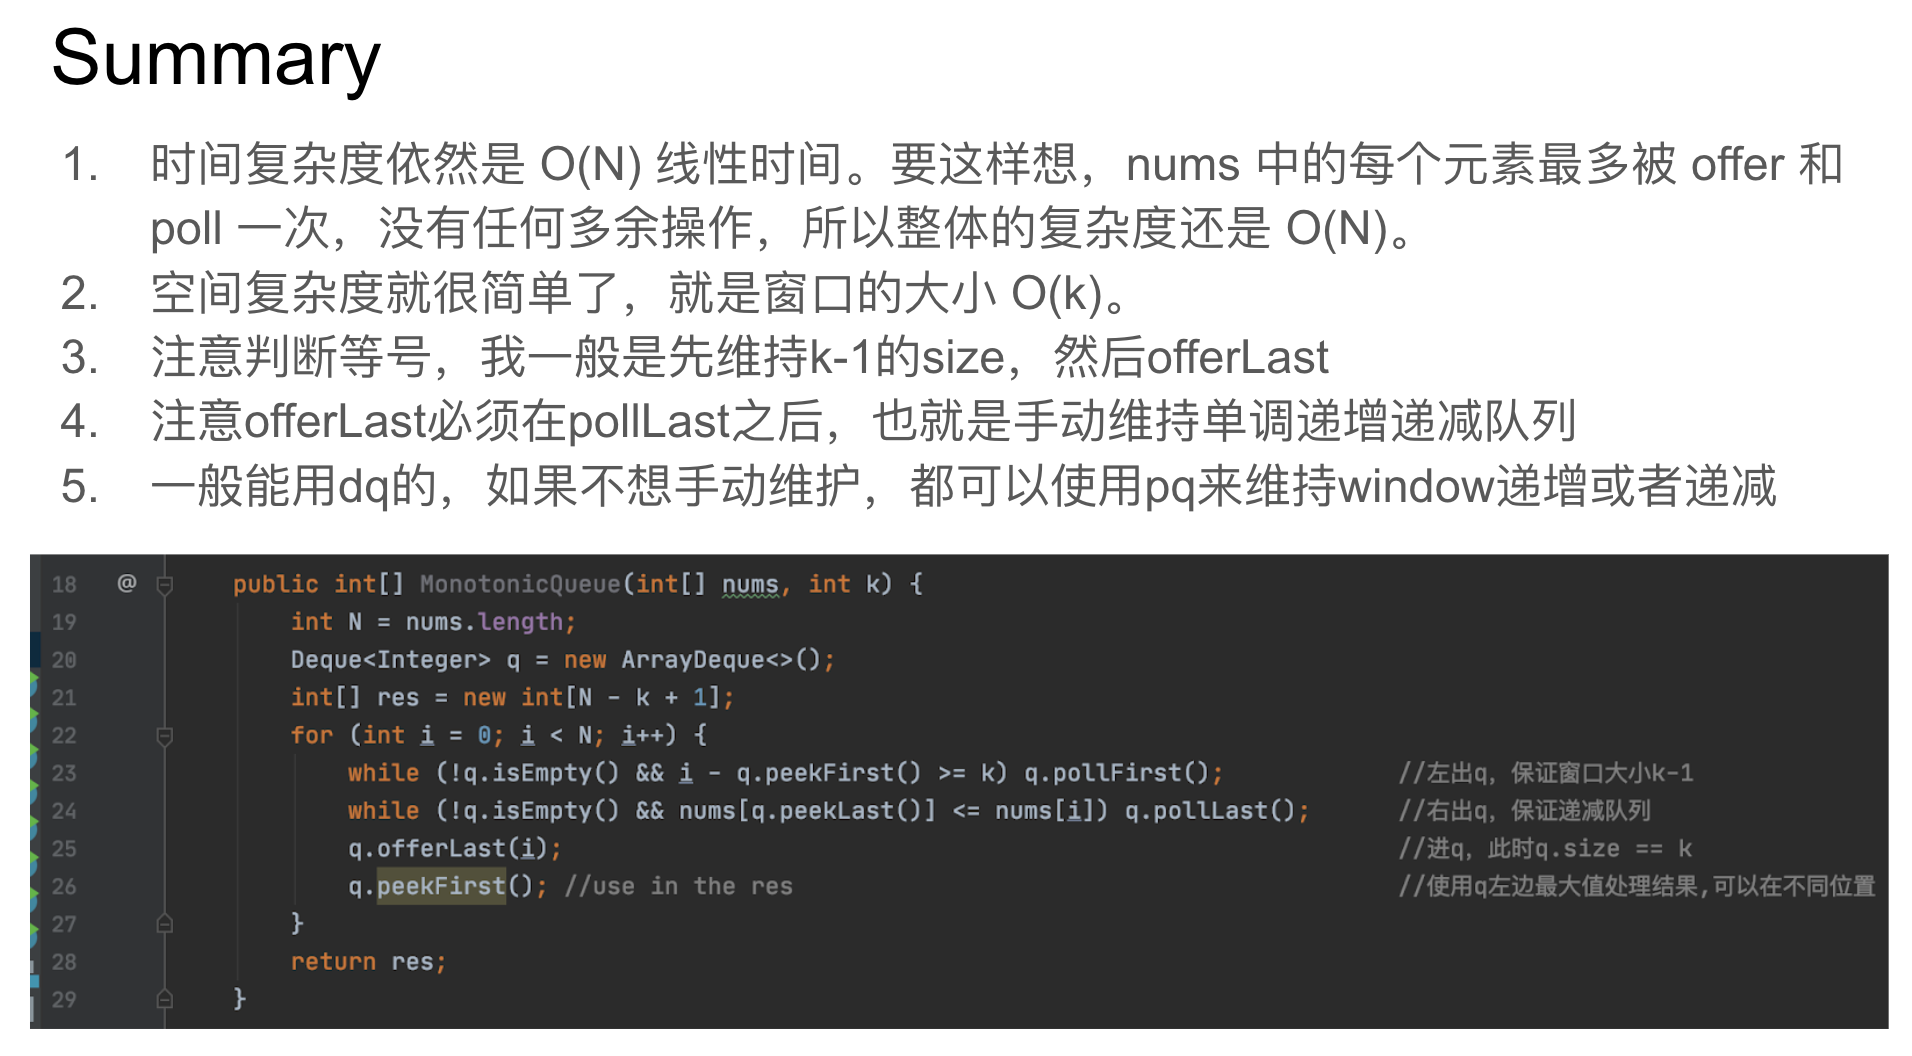 Summary
1. 时间复杂度依然是 O(N) 线性时间。要这样想，nums 中的每个元素最多被 offer 和
poll 一次，没有任何多余操作，所以整体的复杂度还是 O(N)。
2. 空间复杂度就很简单了，就是窗口的大小 O(k)。
3. 注意判断等号，我一般是先维持k-1的size，然后offerLast
4. 注意offerLast必须在pollLast之后，也就是手动维持单调递增递减队列
5. 一般能用dq的，如果不想手动维护，都可以使用pq来维持window递增或者递减
18 @ public int[] MonotonicQueue(int[] nums, int k) {
19 int N = nums.length;
20 Deque<Integer> q = new ArrayDeque<>();
21 int[] res = new int[N - k + 1];
22 for (int i = 0; i < N; i++) {
23 while (!q.isEmpty() && i - q.peekFirst() >= k) q.pollFirst(); //左出q，保证窗口大小k-1
24 while (!q.isEmpty() && nums[q.peekLast()] <= nums[i]) q.pollLast(); //右出q，保证递减队列
25 q.offerLast(i); //进q，此时q.size == k
26 q.peekFirst(); //use in the res //使用q左边最大值处理结果,可以在不同位置
27 }
28 return res;
29 }